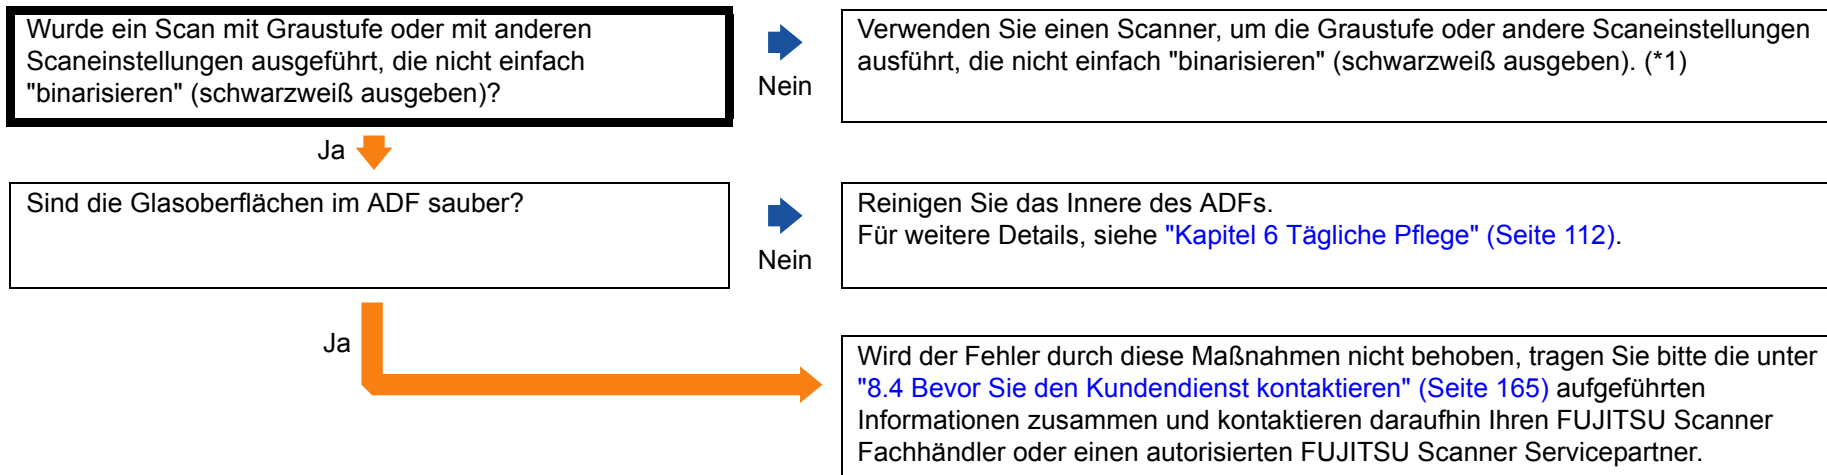 Wurde ein Scan mit Graustufe oder mit anderen
Scaneinstellungen ausgeführt, die nicht einfach
"binarisieren" (schwarzweiß ausgeben)?
Nein
Verwenden Sie einen Scanner, um die Graustufe oder andere Scaneinstellungen
ausführt, die nicht einfach "binarisieren" (schwarzweiß ausgeben). (*1)
Ja
Sind die Glasoberflächen im ADF sauber?
Nein
Reinigen Sie das Innere des ADFs.
Für weitere Details, siehe "Kapitel 6 Tägliche Pflege" (Seite 112).
Ja
Wird der Fehler durch diese Maßnahmen nicht behoben, tragen Sie bitte die unter
"8.4 Bevor Sie den Kundendienst kontaktieren" (Seite 165) aufgeführten
Informationen zusammen und kontaktieren daraufhin Ihren FUJITSU Scanner
Fachhändler oder einen autorisierten FUJITSU Scanner Servicepartner.